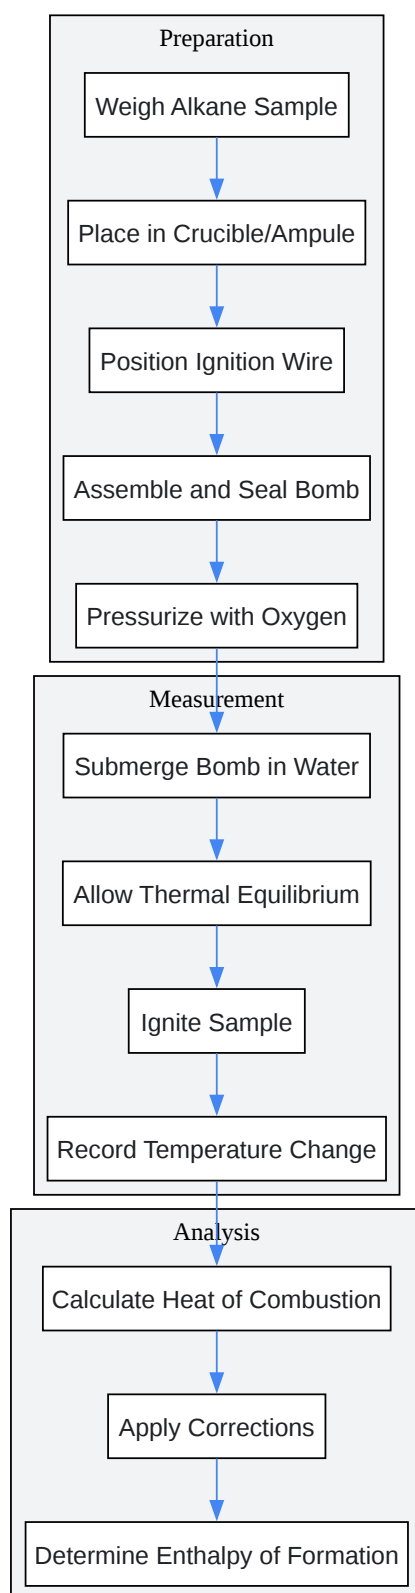 Preparation
Weigh Alkane Sample
Place in Crucible/Ampule
Position Ignition Wire
Assemble and Seal Bomb
Pressurize with Oxygen
Measurement
Submerge Bomb in Water
Allow Thermal Equilibrium
Ignite Sample
Record Temperature Change
Analysis
Calculate Heat of Combustion
Apply Corrections
Determine Enthalpy of Formation